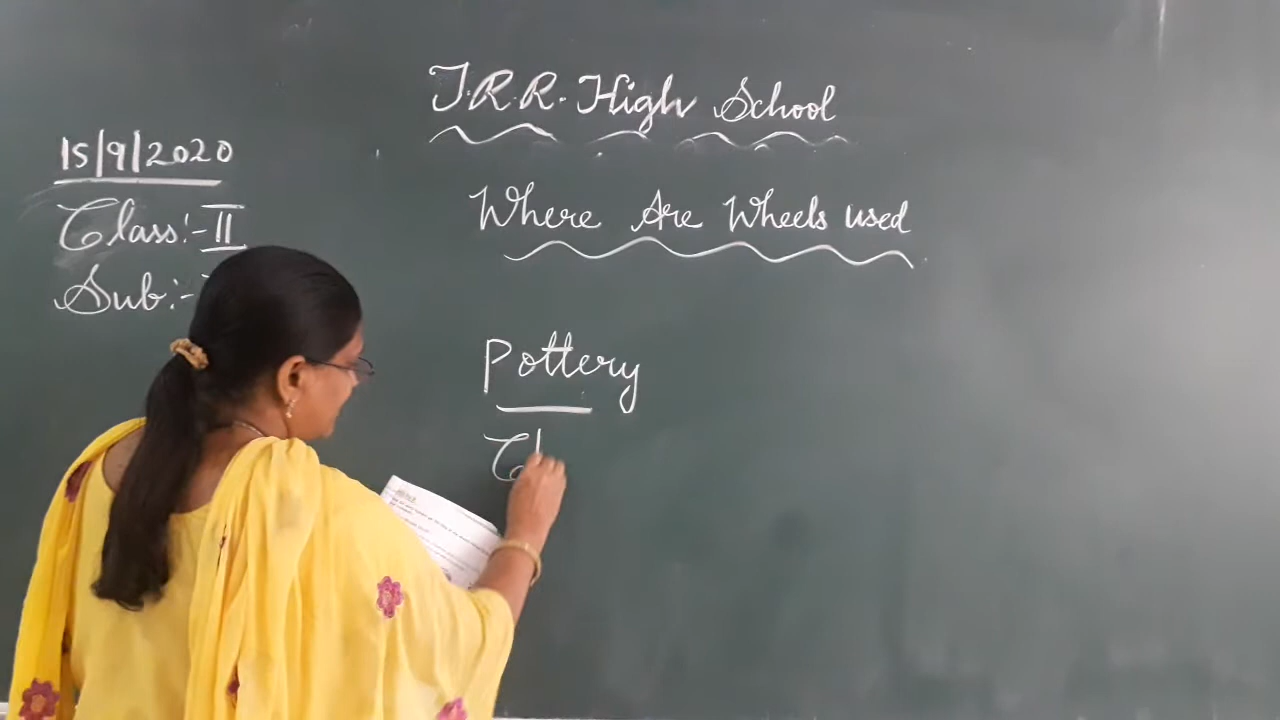 J.R.R. High School
15/9/2020
Where Are Wheels used
Class:- II
Sub:-
Pottery